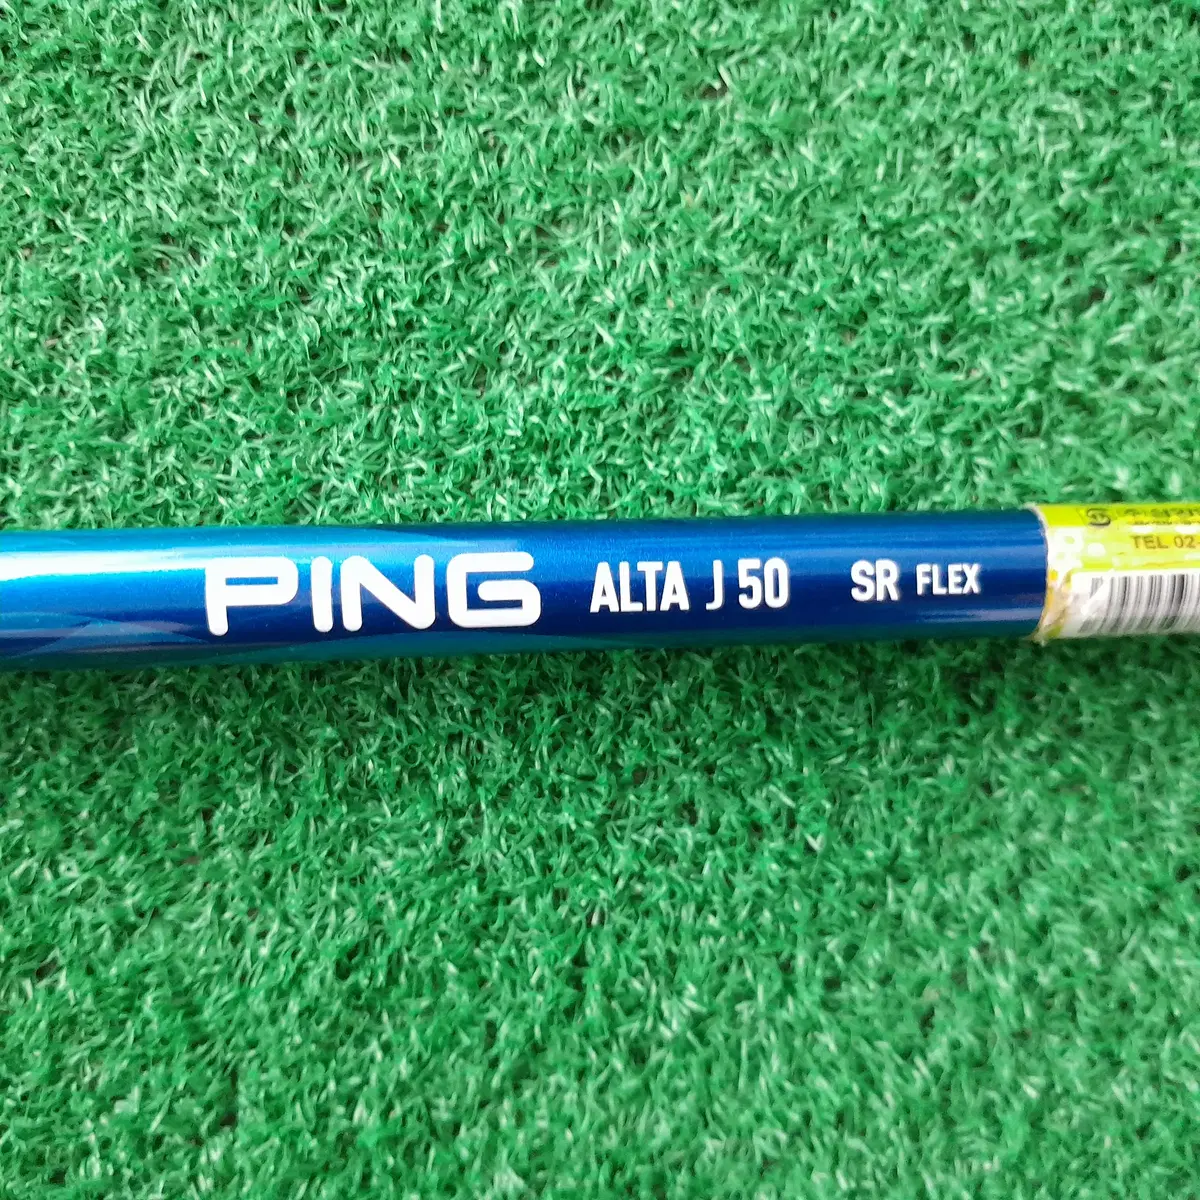 PING ALTA J 50 SR FLEX
TEL 02-